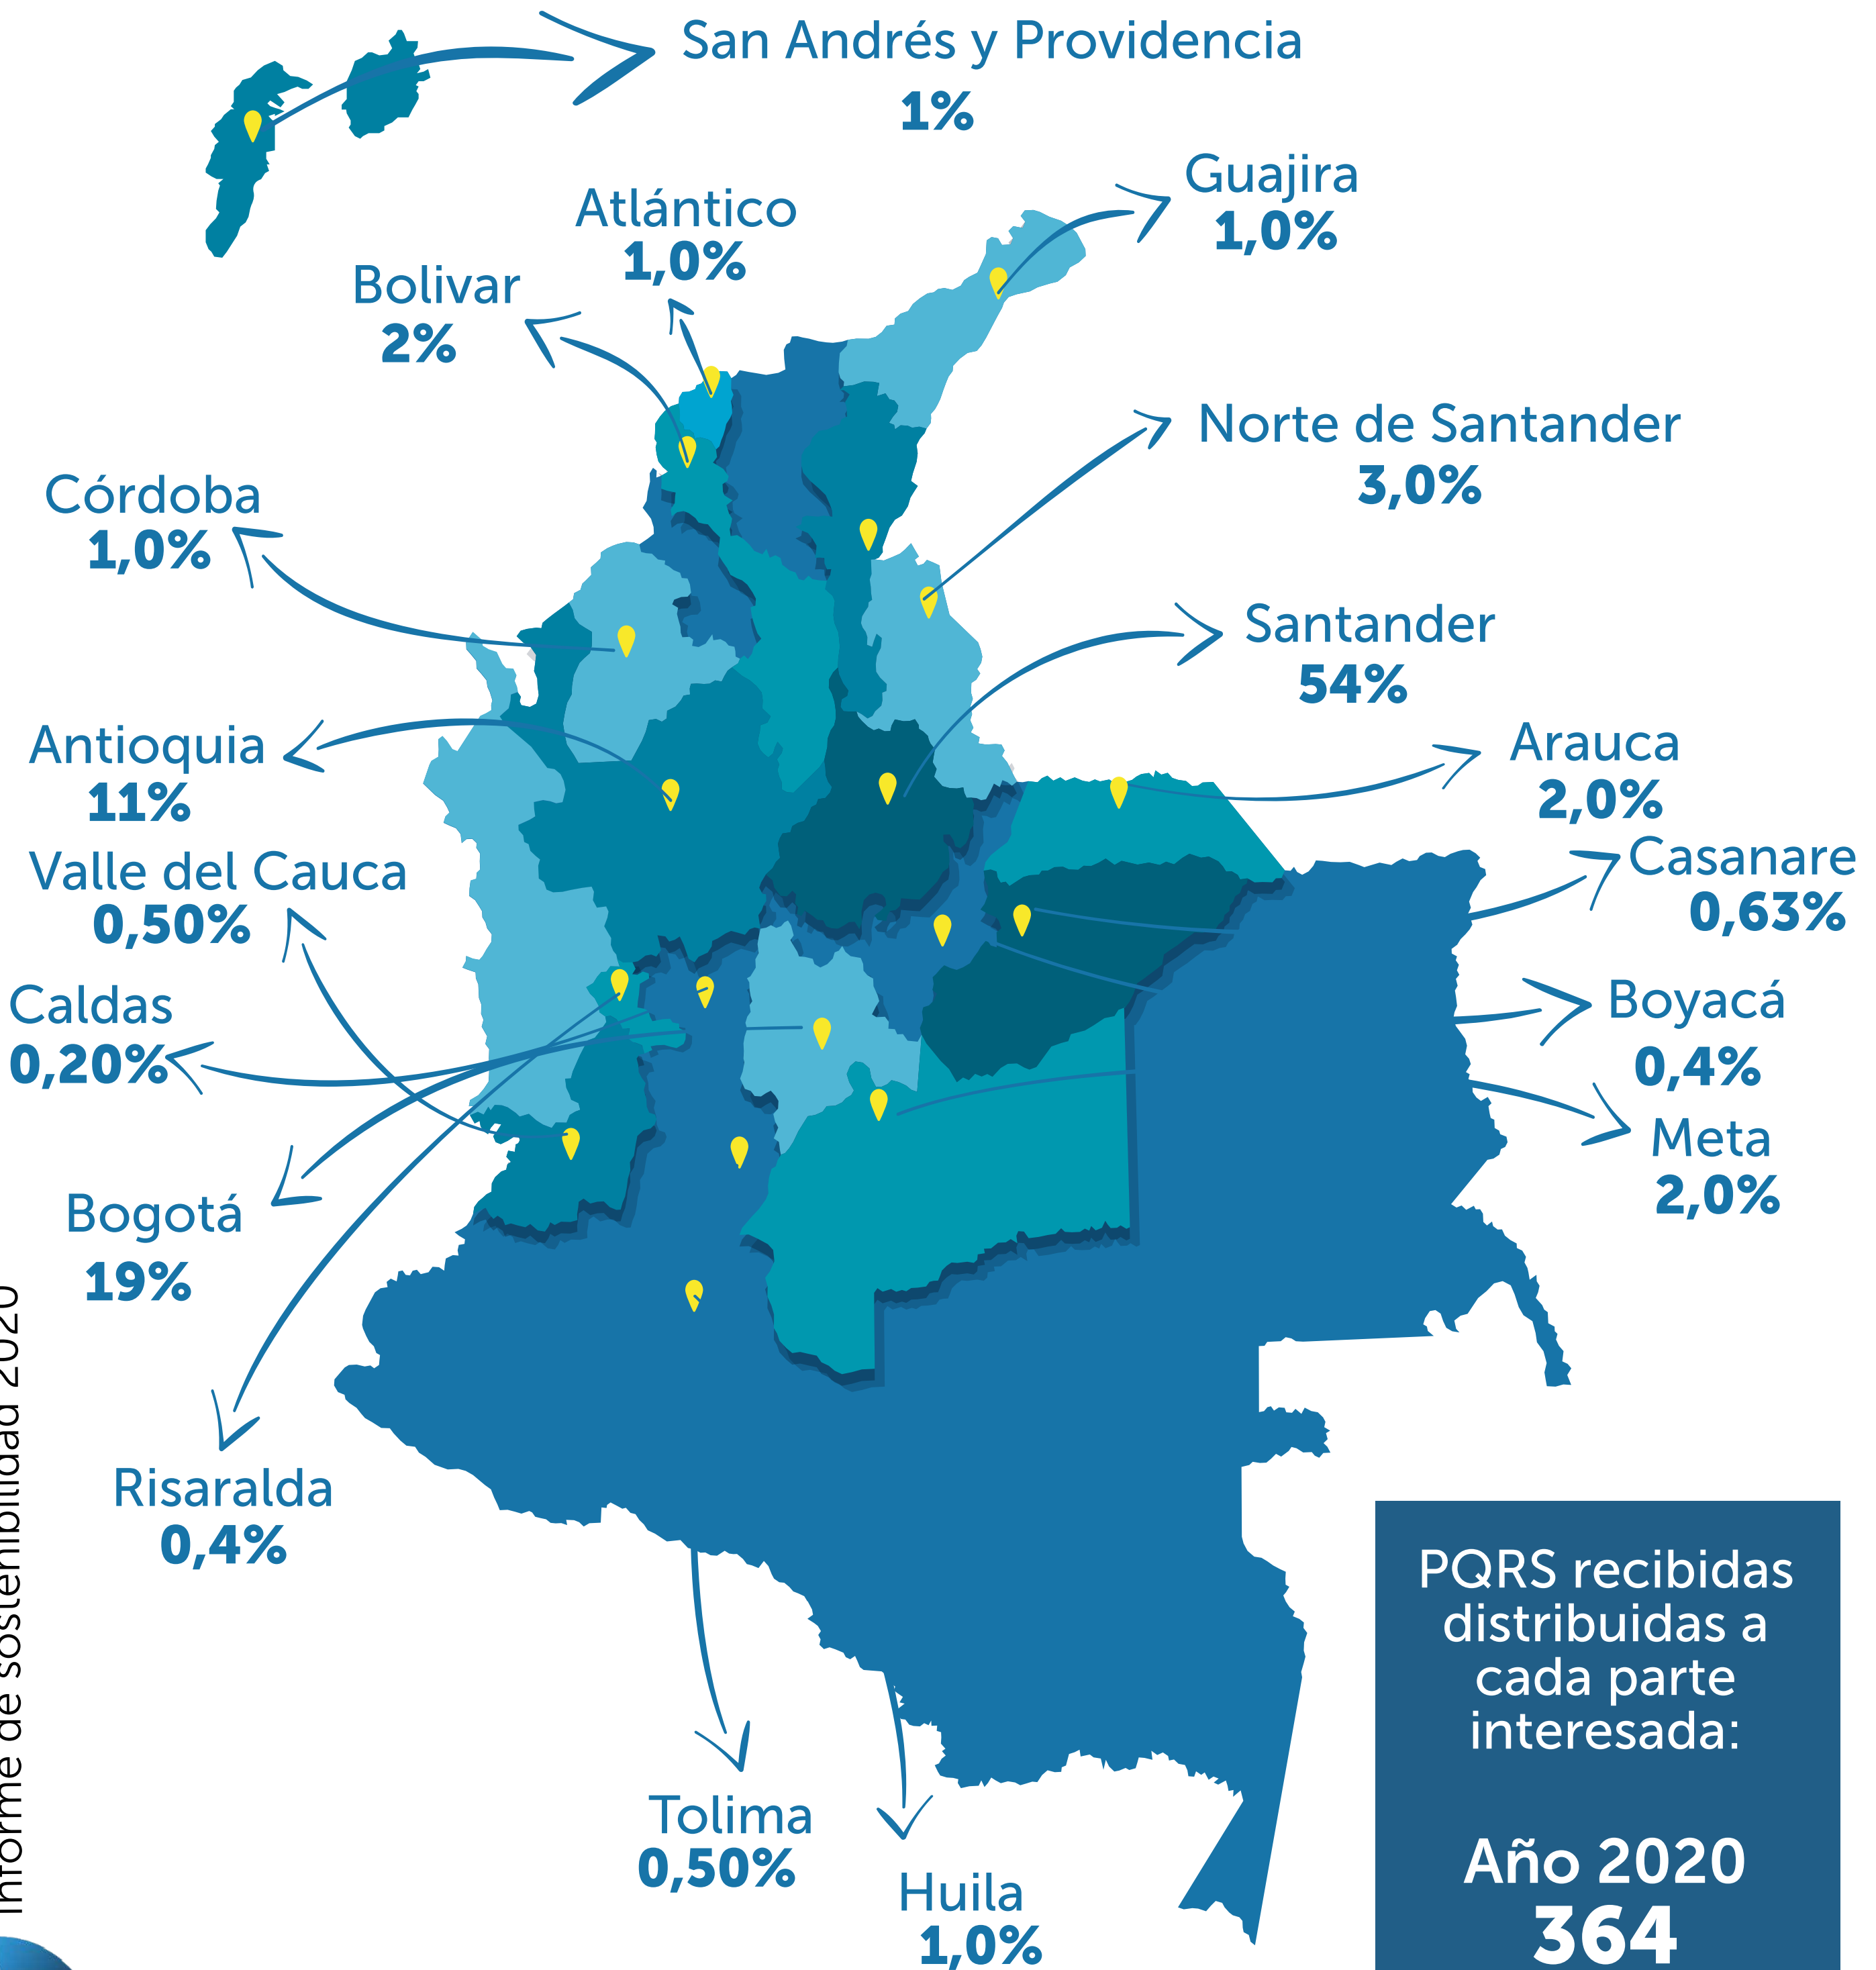 San Andrés y Providencia
1%
Guajira
1,0%
Atlántico
1,0%
Bolivar
2%
Norte de Santander
3,0%
Córdoba
1,0%
Santander
54%
Antioquia
11%
Arauca
2,0%
Valle del Cauca
0,50%
Casanare
0,63%
Caldas
0,20%
Boyacá
0,4%
Meta
2,0%
Bogotá
19%
Risaralda
0,4%
Tolima
0,50%
Huila
1,0%
PQRS recibidas
distribuidas a
cada parte
interesada:
Año 2020
364
Informe de sostenibilidad 2020